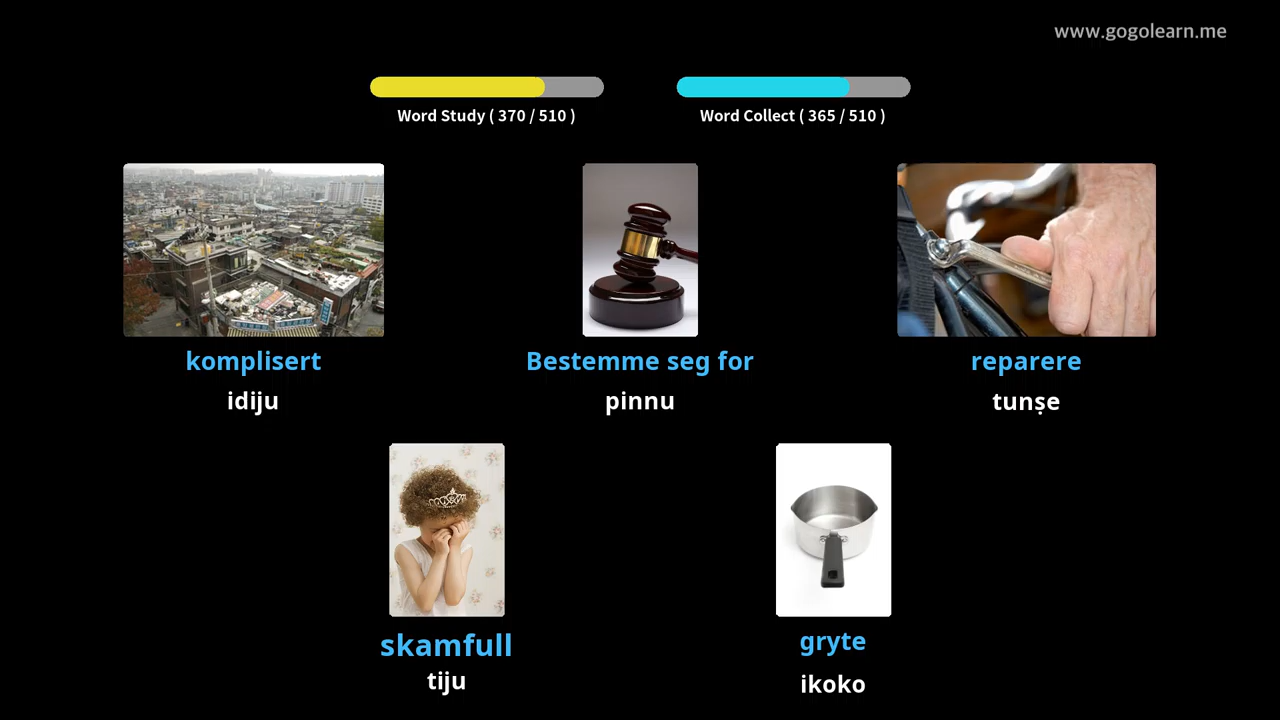 www.gogolearn.me
Word Study ( 370 / 510 )
Word Collect ( 365 / 510 )
komplisert
Bestemme seg for
reparere
idiju
pinnu
tunṣe
skamfull
gryte
tiju
ikoko